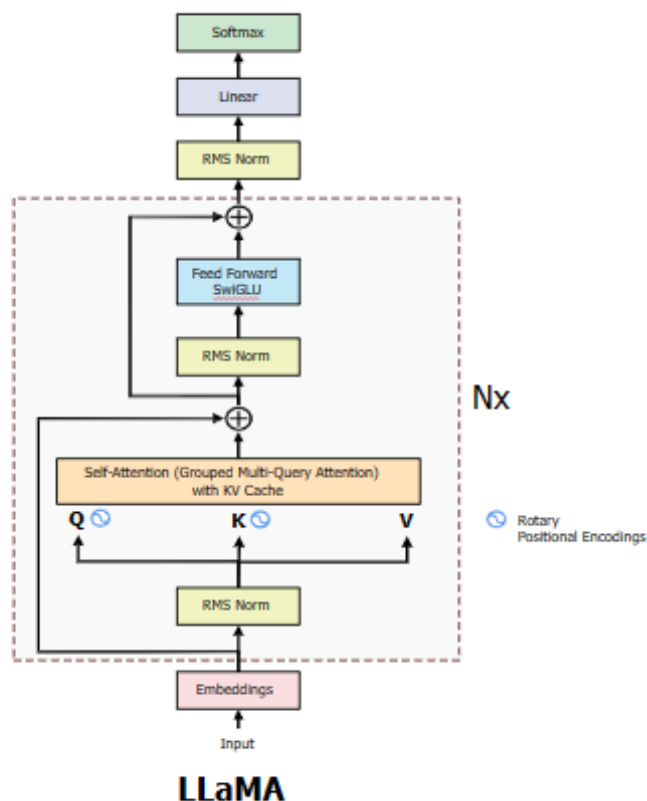 Softmax
Linear
RMS Norm
Feed Forward
SwiGLU
RMS Norm
Nx
Self-Attention (Grouped Multi-Query Attention)
with KV Cache
Q K V
Rotary
Positional Encodings
RMS Norm
Embeddings
Input
LLaMA